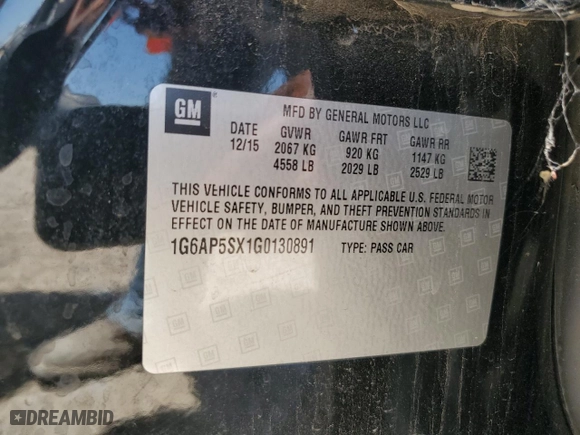 GM
MFD BY GENERAL MOTORS LLC
DATE GVWR GAWR FRT GAWR RR
12/15 2067 KG 920 KG 1147 KG
4558 LB 2029 LB 2529 LB
THIS VEHICLE CONFORMS TO ALL APPLICABLE U.S. FEDERAL MOTOR
VEHICLE SAFETY, BUMPER, AND THEFT PREVENTION STANDARDS IN
EFFECT ON THE DATE OF MANUFACTURE SHOWN ABOVE.
1G6AP5SX1G0130891 TYPE: PASS CAR
DREAMBID